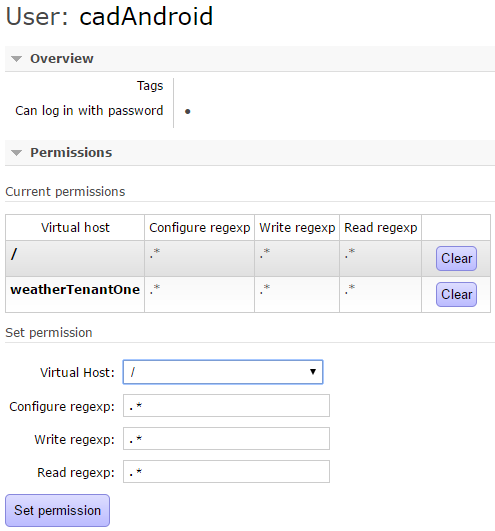 User: cadAndroid
Overview
Tags
Can log in with password •
Permissions
Current permissions
Virtual host Configure regexp Write regexp Read regexp
/ .* .* .* Clear
weatherTenantOne .* .* .* Clear
Set permission
Virtual Host: /
Configure regexp: .*
Write regexp: .*
Read regexp: .*
Set permission